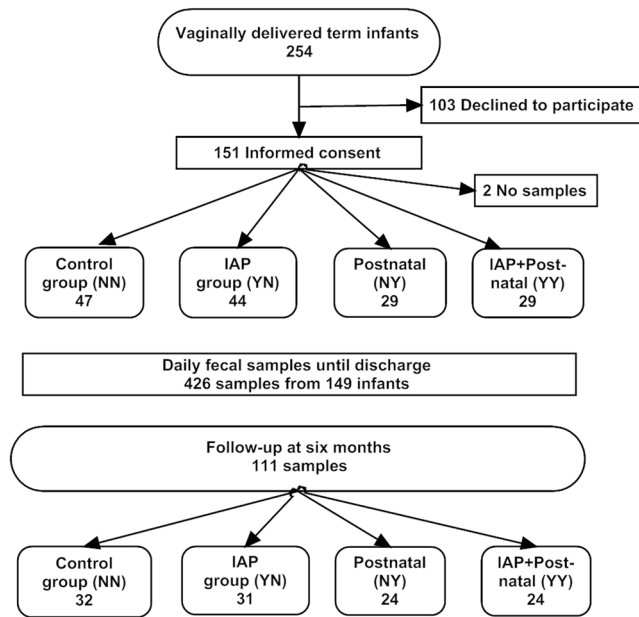 Vaginally delivered term infants
254
103 Declined to participate
151 Informed consent
2 No samples
Control
group (NN)
47
IAP
group (YN)
44
Postnatal
(NY)
29
IAP+Post-
natal (YY)
29
Daily fecal samples until discharge
426 samples from 149 infants
Follow-up at six months
111 samples
Control
group (NN)
32
IAP
group (YN)
31
Postnatal
(NY)
24
IAP+Post-
natal (YY)
24